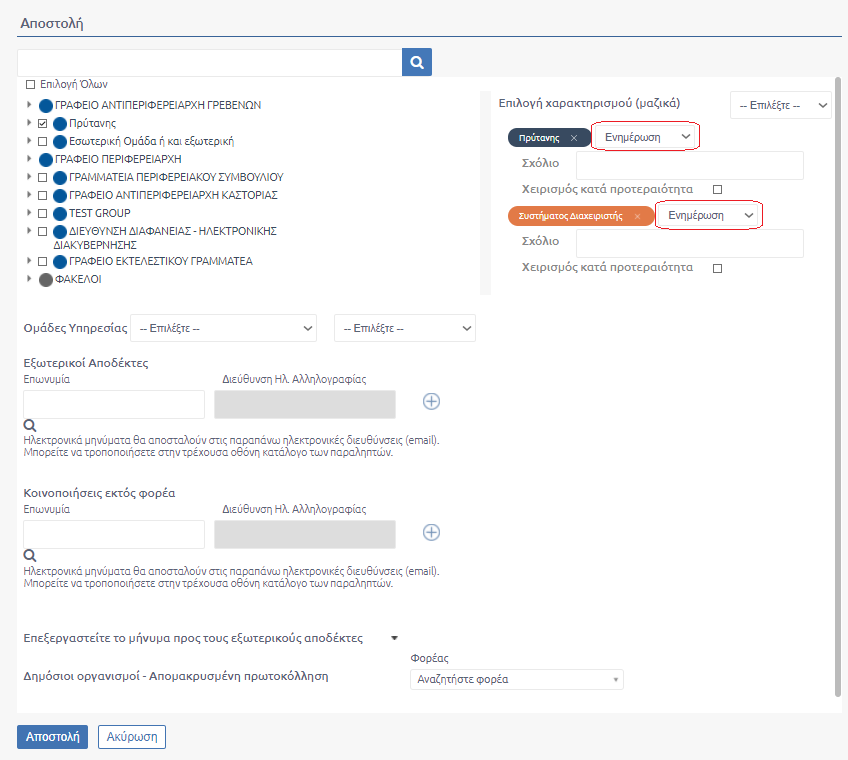 Αποστολή
Επιλογή Όλων
ΓΡΑΦΕΙΟ ΑΝΤΙΠΕΡΙΦΕΡΕΙΑΡΧΗ ΓΡΕΒΕΝΩΝ
Πρύτανης
Εσωτερική Ομάδα ή και εξωτερική
ΓΡΑΦΕΙΟ ΠΕΡΙΦΕΡΕΙΑΡΧΗ
ΓΡΑΜΜΑΤΕΙΑ ΠΕΡΙΦΕΡΕΙΑΚΟΥ ΣΥΜΒΟΥΛΙΟΥ
ΓΡΑΦΕΙΟ ΑΝΤΙΠΕΡΙΦΕΡΕΙΑΡΧΗ ΚΑΣΤΟΡΙΑΣ
TEST GROUP
ΔΙΕΥΘΥΝΣΗ ΔΙΑΦΑΝΕΙΑΣ - ΗΛΕΚΤΡΟΝΙΚΗΣ
ΔΙΑΚΥΒΕΡΝΗΣΗΣ
ΓΡΑΦΕΙΟ ΕΚΤΕΛΕΣΤΙΚΟΥ ΓΡΑΜΜΑΤΕΑ
ΦΑΚΕΛΟΙ
Επιλογή χαρακτηρισμού (μαζικά) -- Επιλέξτε --
Πρύτανης × Ενημέρωση
Σχόλιο
Χειρισμός κατά προτεραιότητα
Συστήματος Διαχειριστής × Ενημέρωση
Σχόλιο
Χειρισμός κατά προτεραιότητα
Ομάδες Υπηρεσίας -- Επιλέξτε -- -- Επιλέξτε --
Εξωτερικοί Αποδέκτες
Επωνυμία Διεύθυνση Ηλ. Αλληλογραφίας
Ηλεκτρονικά μηνύματα θα αποσταλούν στις παραπάνω ηλεκτρονικές διευθύνσεις (email).
Μπορείτε να τροποποιήσετε στην τρέχουσα οθόνη κατάλογο των παραληπτών.
Κοινοποιήσεις εκτός φορέα
Επωνυμία Διεύθυνση Ηλ. Αλληλογραφίας
Ηλεκτρονικά μηνύματα θα αποσταλούν στις παραπάνω ηλεκτρονικές διευθύνσεις (email).
Μπορείτε να τροποποιήσετε στην τρέχουσα οθόνη κατάλογο των παραληπτών.
Επεξεργαστείτε το μήνυμα προς τους εξωτερικούς αποδέκτες
Φορέας
Δημόσιοι οργανισμοί - Απομακρυσμένη πρωτοκόλληση Αναζητήστε φορέα
Αποστολή Ακύρωση